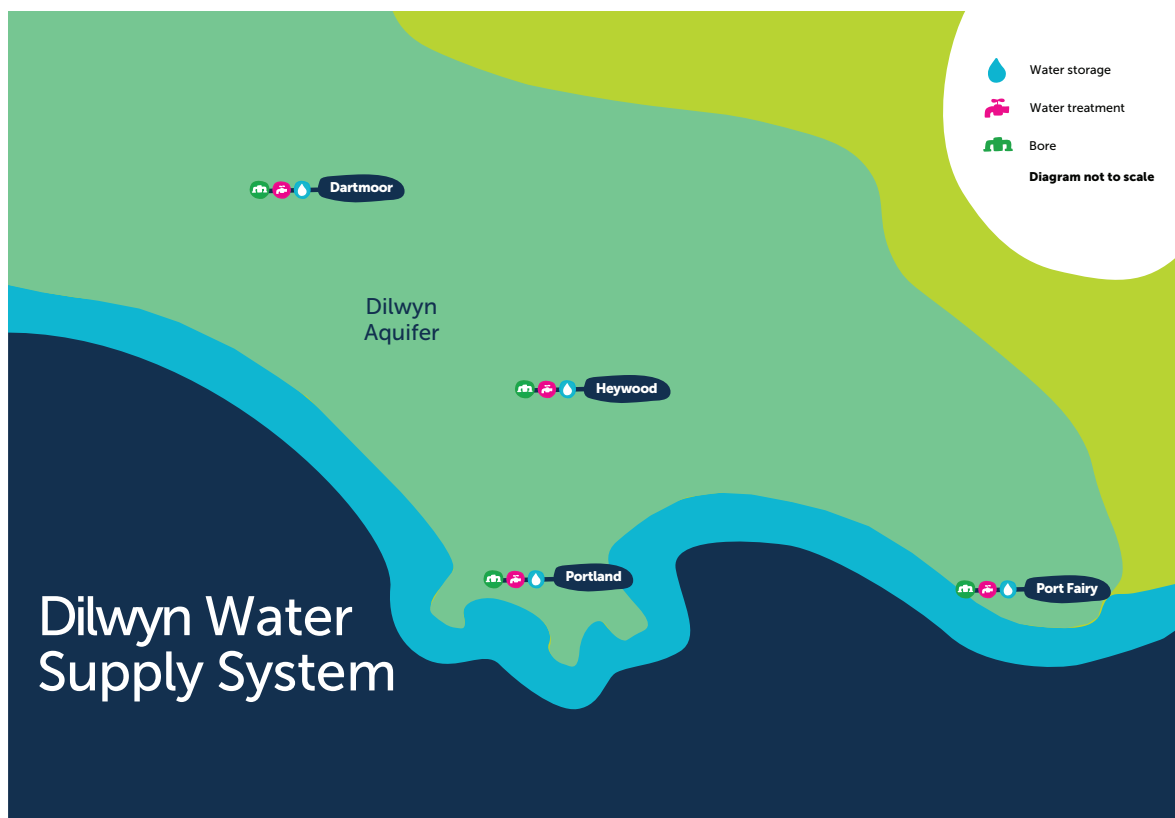 Water storage
Water treatment
Bore
Diagram not to scale
Dartmoor
Dilwyn
Aquifer
Heywood
Portland
Port Fairy
Dilwyn Water
Supply System